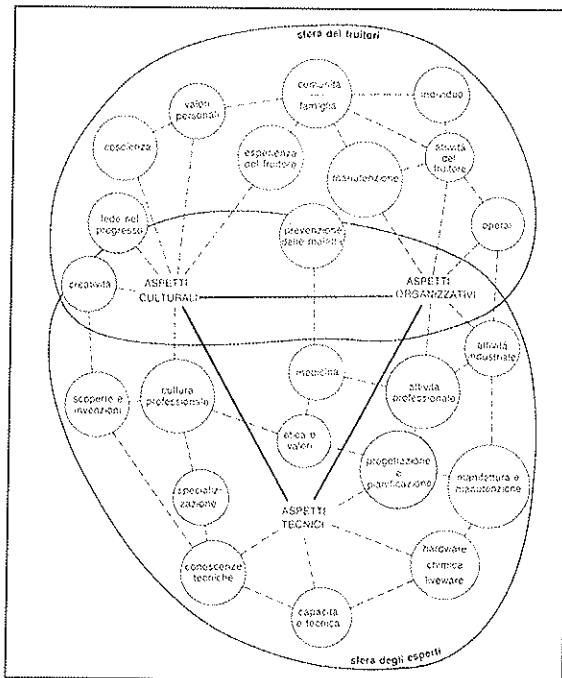 sfera dei fruitori
comunità
famiglia
individuo
valori
personali
coscienza
esperienza
del fruitore
attività
del
fruitore
manutenzione
fede nel
progresso
prevenzione
delle malattie
operai
creatività
ASPETTI
CULTURALI
ASPETTI
ORGANIZZATIVI
attività
industriale
medicina
scoperte e
invenzioni
cultura
professionale
attività
professionale
etica e
valori
progettazione
e
pianificazione
manifattura e
manutenzione
specializ-
zazione
ASPETTI
TECNICI
conoscenze
tecniche
hardware
chimica
liveware
capacità
e tecnica
sfera degli esperti